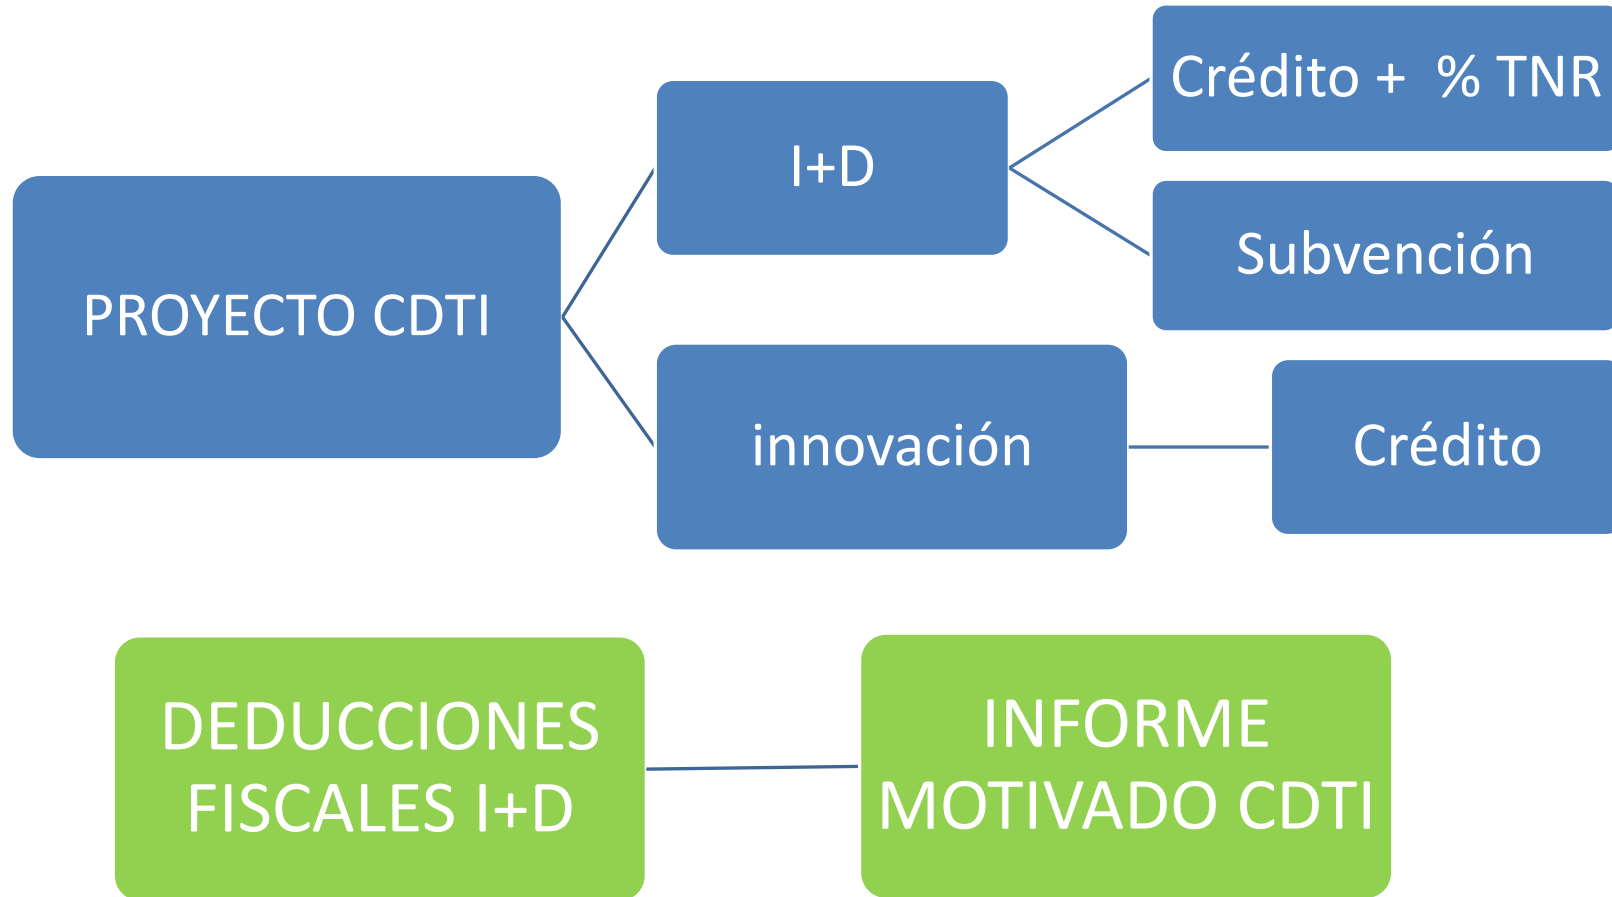 PROYECTO CDTI
I+D
Crédito + % TNR
Subvención
innovación
Crédito
DEDUCCIONES
FISCALES I+D
INFORME
MOTIVADO CDTI